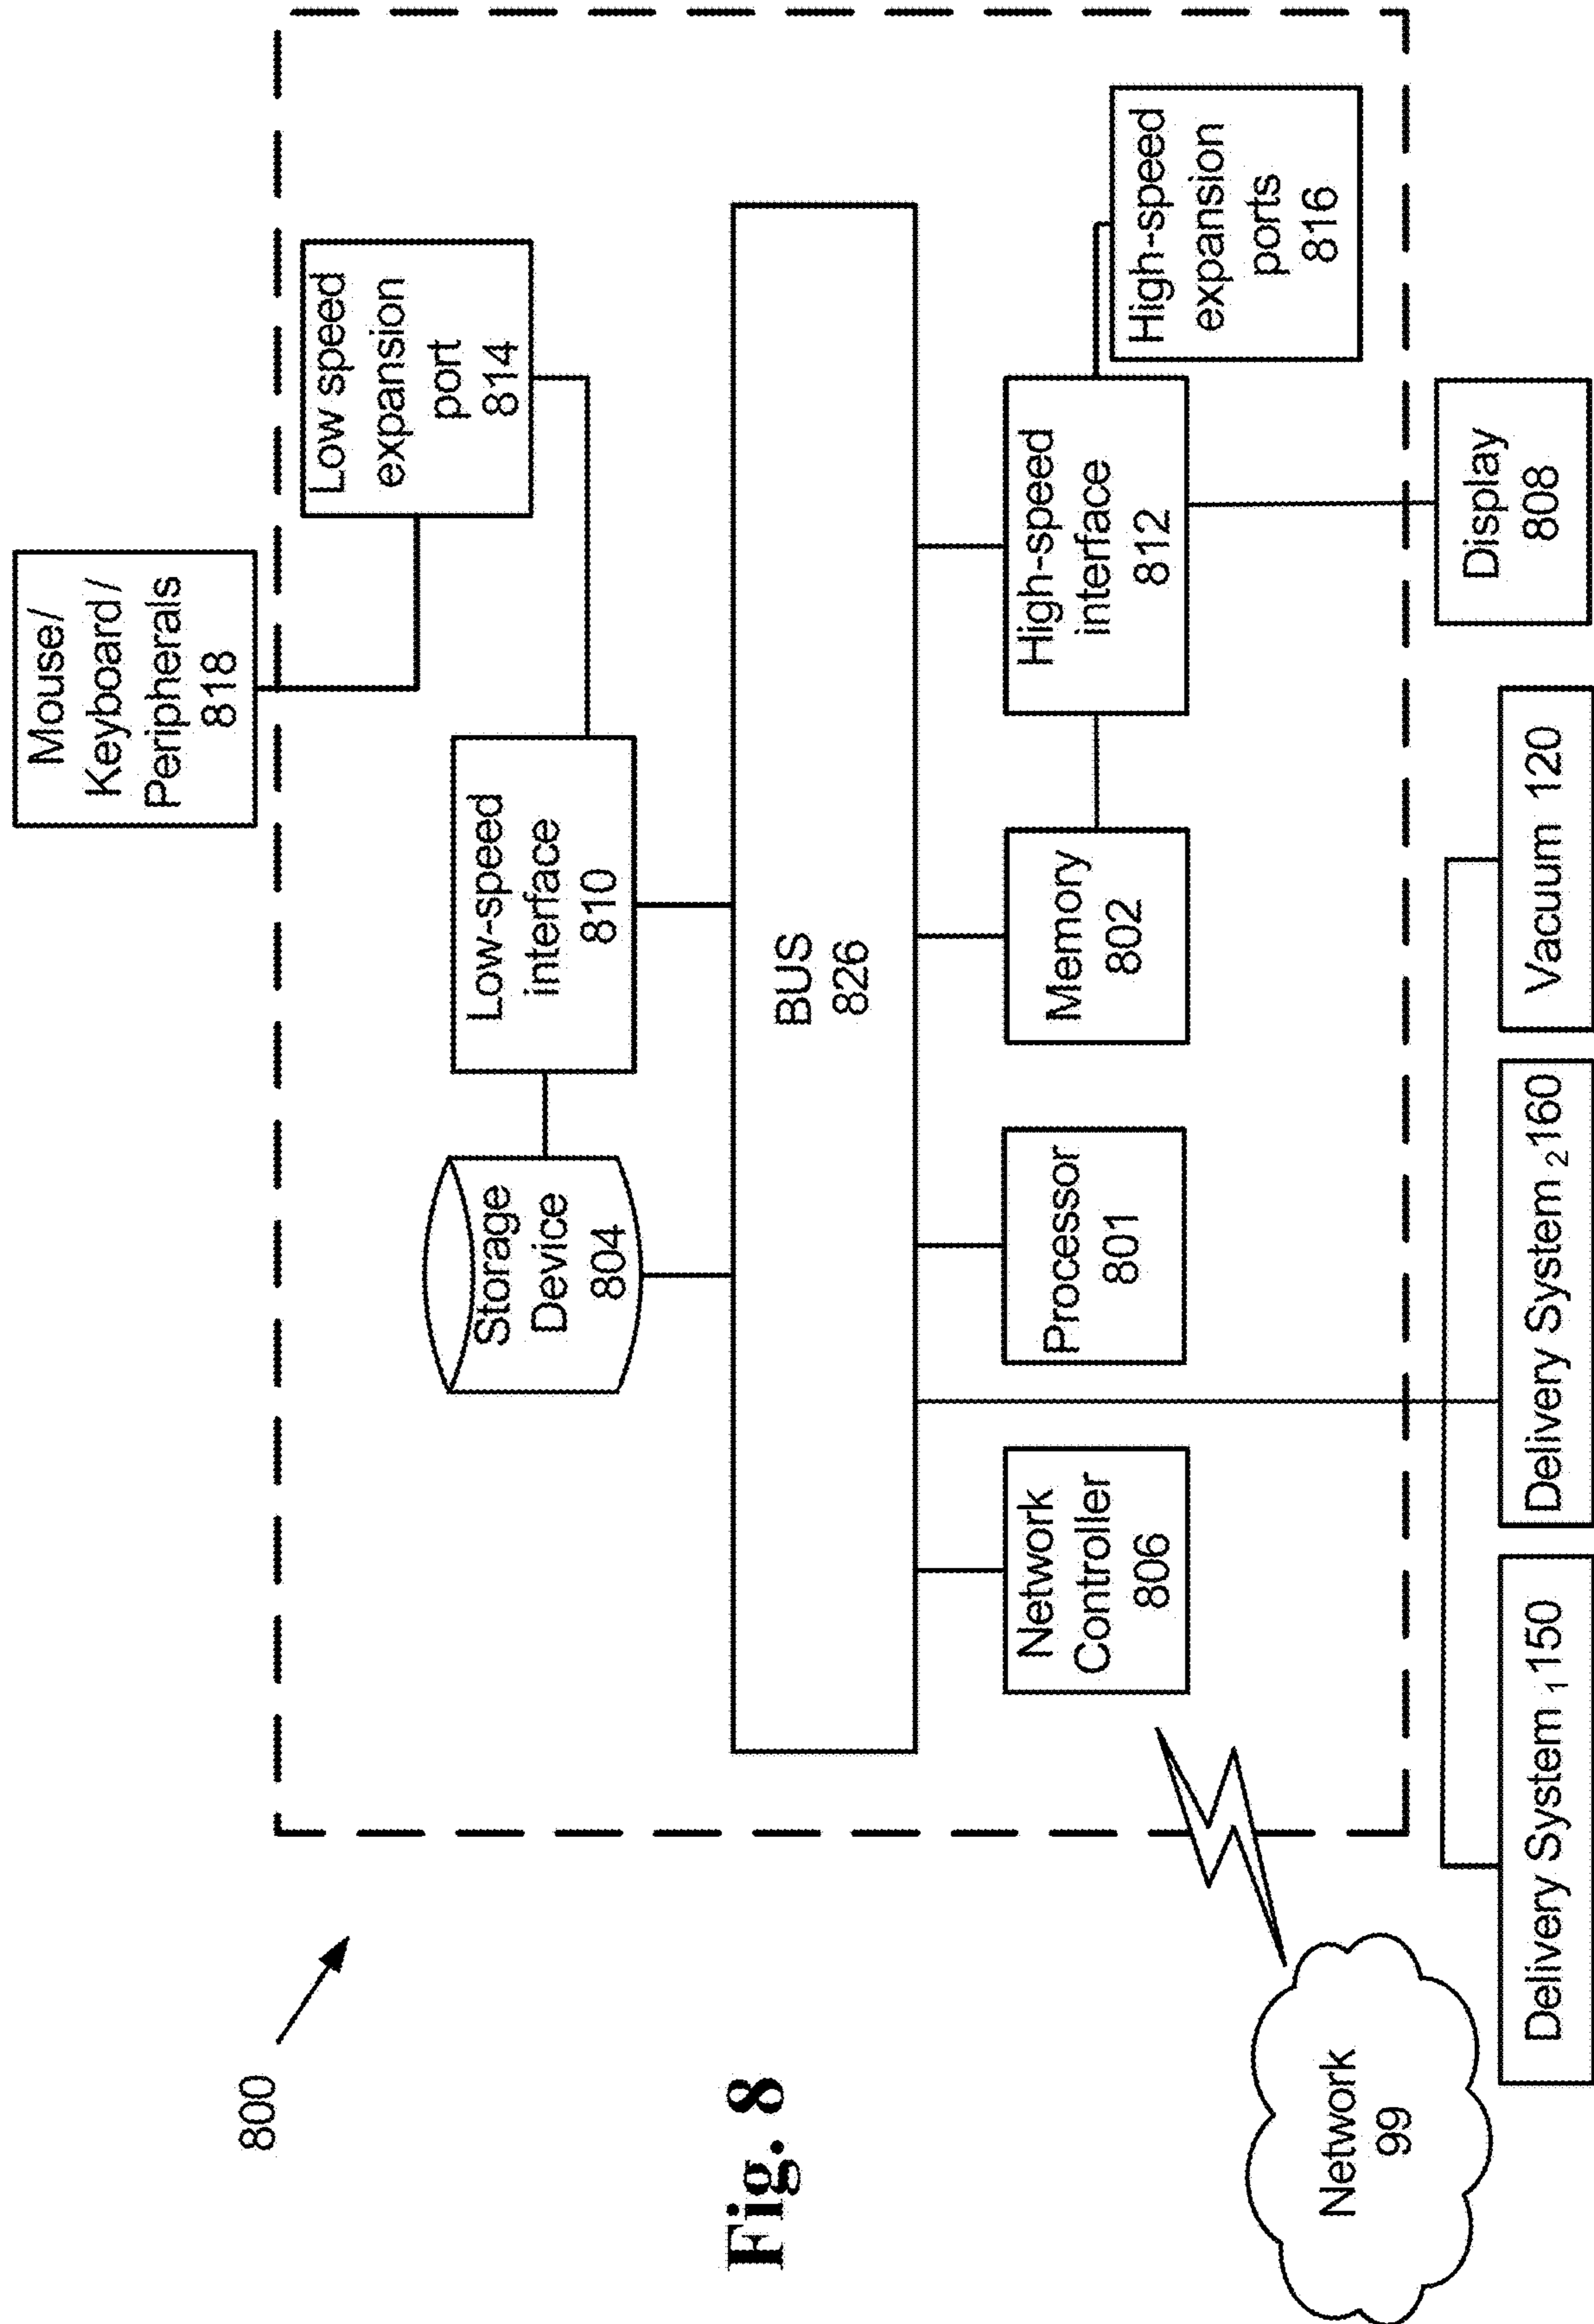 800
Fig. 8
Mouse/
Keyboard/
Peripherals
818
Low speed
expansion
port
814
Low-speed
interface
810
Storage
Device
804
BUS
826
Network
Controller
806
Processor
801
Memory
802
High-speed
interface
812
High-speed
expansion
ports
816
Network
99
Display
808
Delivery System 1 150
Delivery System 2 160
Vacuum 120